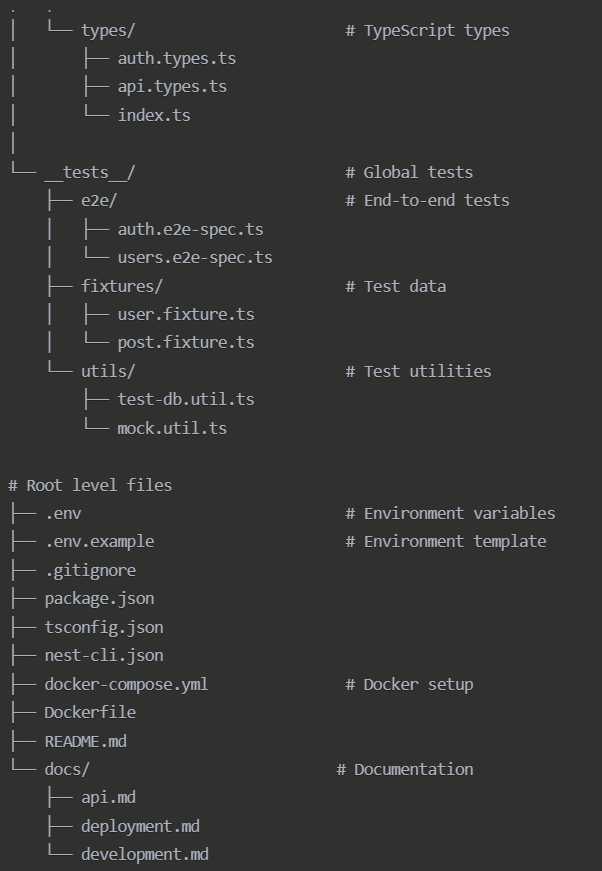 │   └── types/                       # TypeScript types
│       ├── auth.types.ts
│       ├── api.types.ts
│       └── index.ts
│
└── __tests__/                       # Global tests
    ├── e2e/                         # End-to-end tests
    │   ├── auth.e2e-spec.ts
    │   └── users.e2e-spec.ts
    ├── fixtures/                    # Test data
    │   ├── user.fixture.ts
    │   └── post.fixture.ts
    └── utils/                       # Test utilities
        ├── test-db.util.ts
        └── mock.util.ts

# Root level files
├── .env                             # Environment variables
├── .env.example                     # Environment template
├── .gitignore
├── package.json
├── tsconfig.json
├── nest-cli.json
├── docker-compose.yml               # Docker setup
├── Dockerfile
├── README.md
└── docs/                           # Documentation
    ├── api.md
    ├── deployment.md
    └── development.md